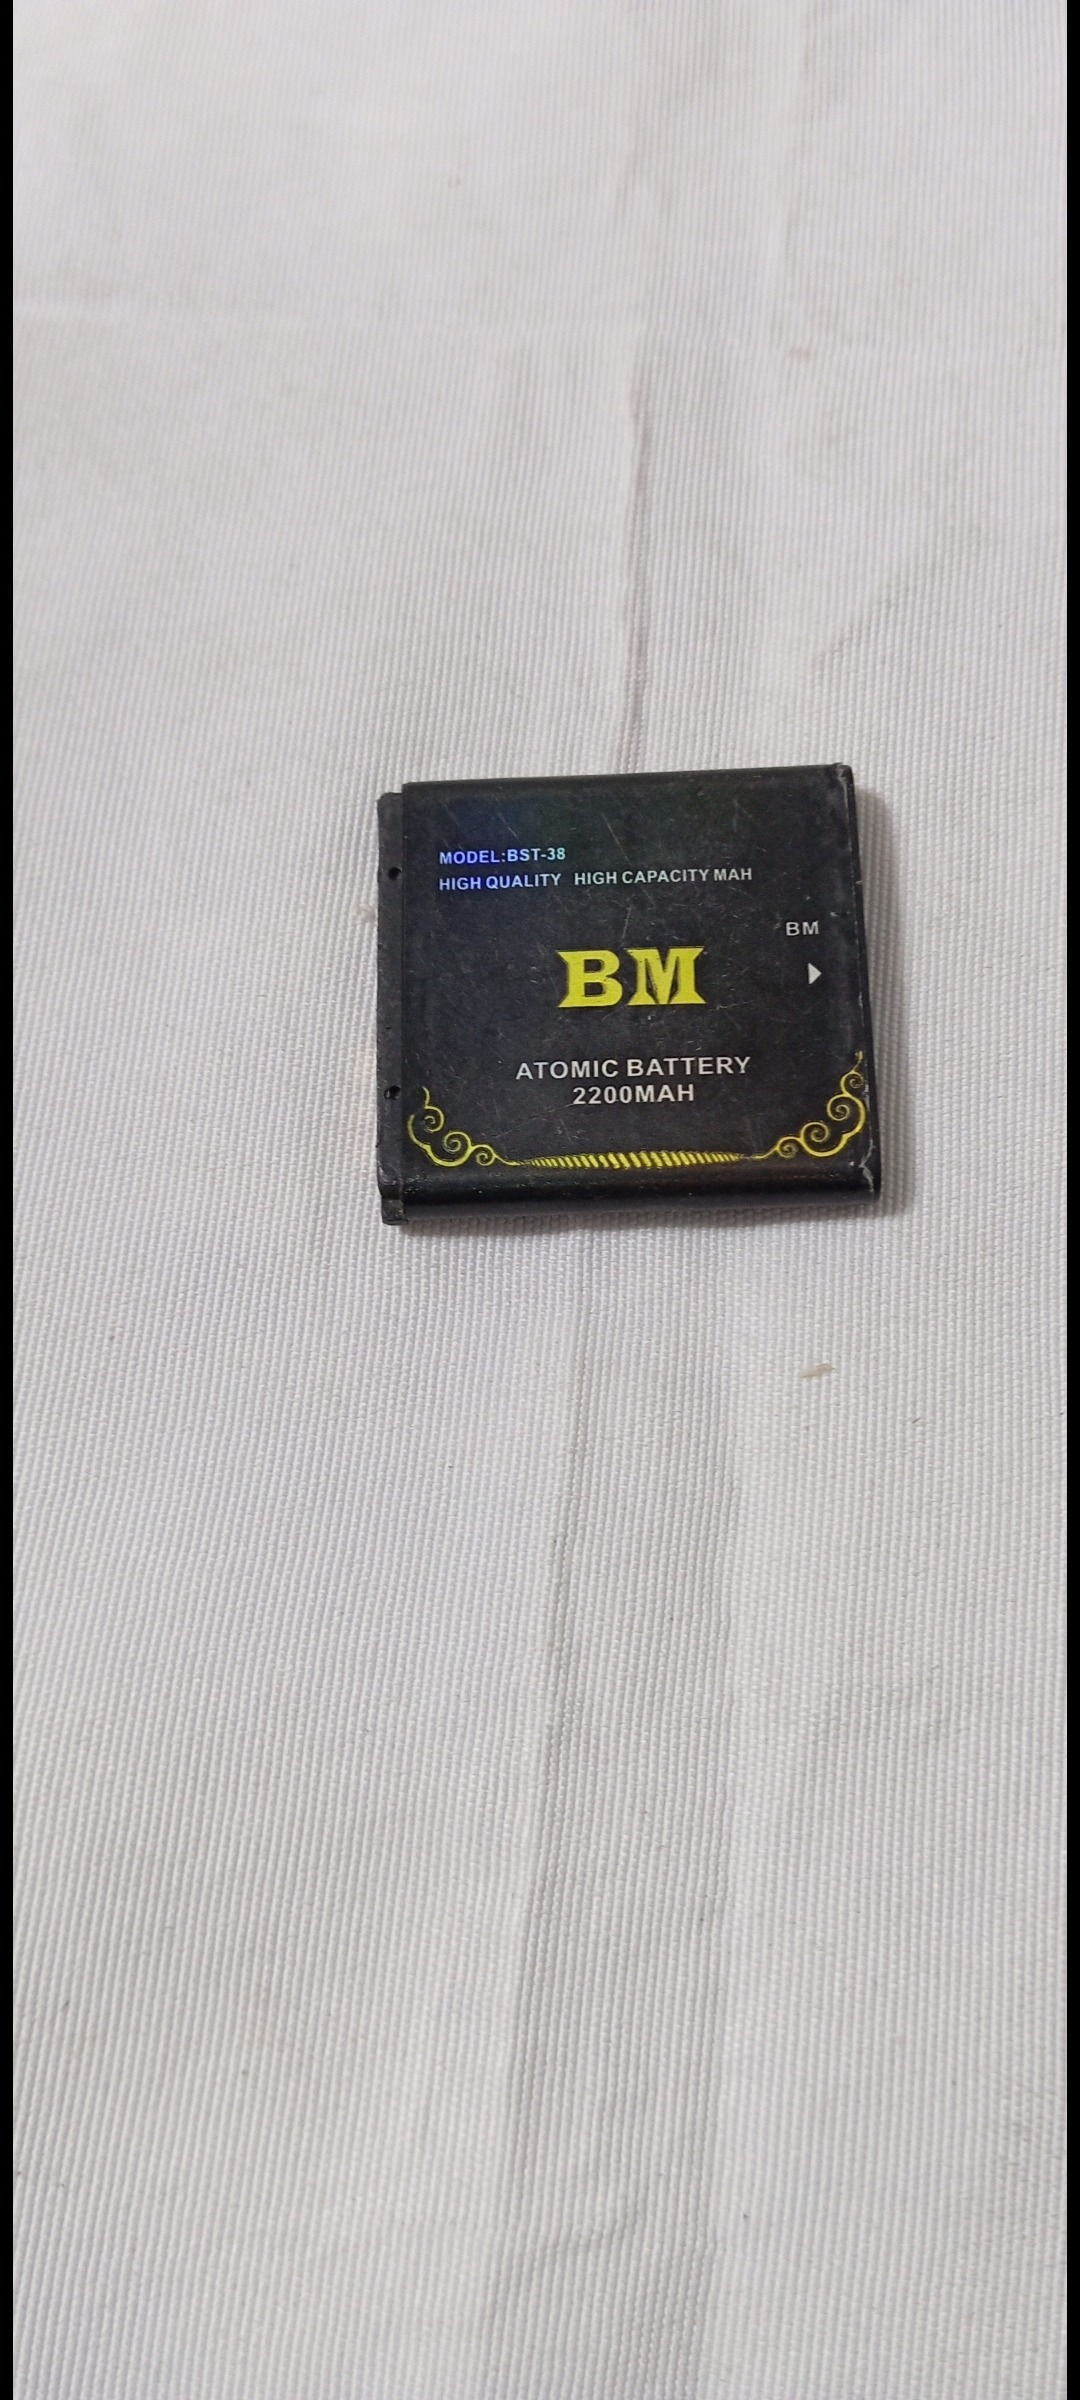 MODEL:BST-38
HIGH QUALITY HIGH CAPACITY MAH
BM
BM
ATOMIC BATTERY
2200MAH